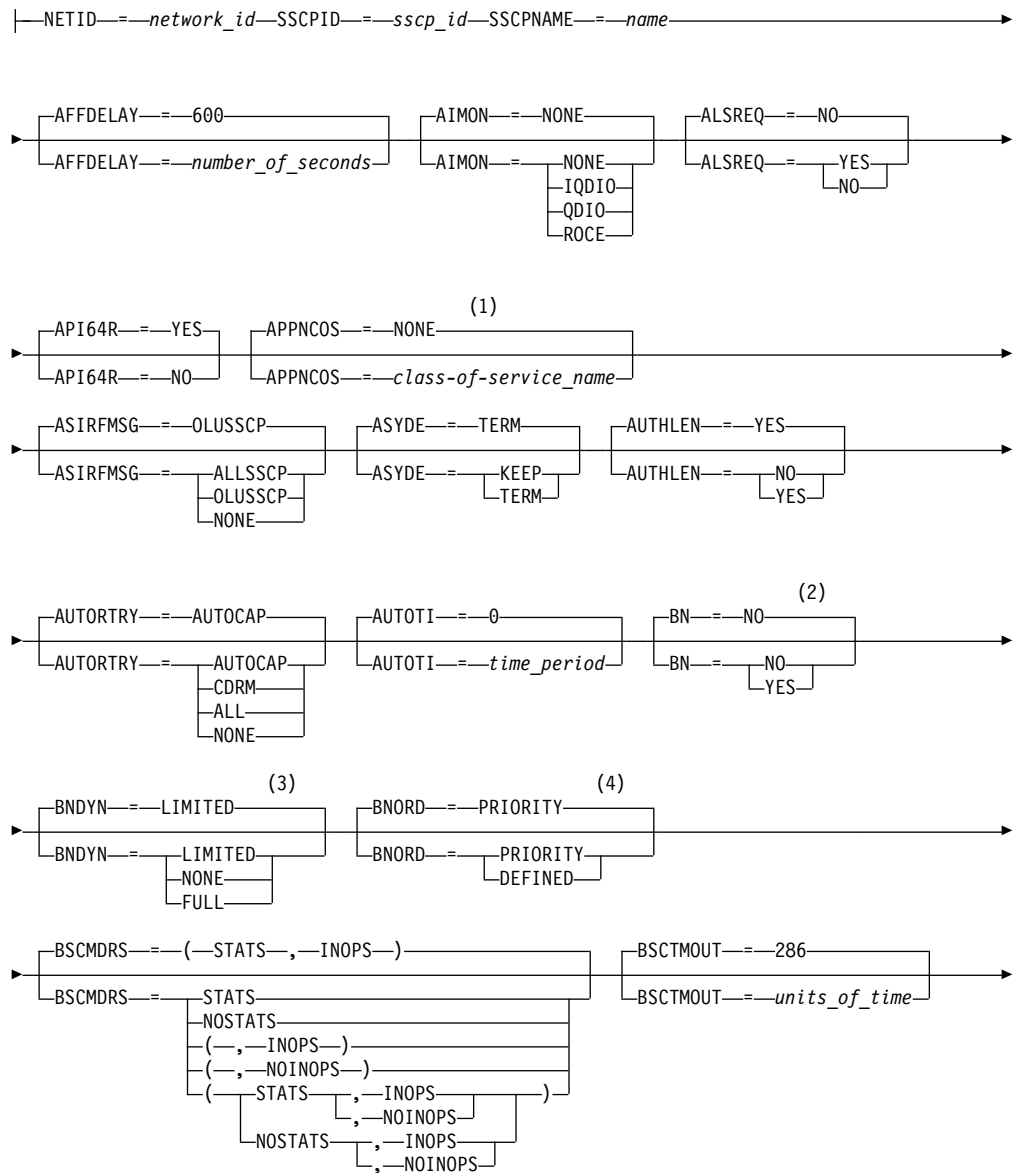 NETID = network_id SSCPID = sscp_id SSCPNAME = name
AFFDELAY = 600 AIMON = NONE ALSREQ = NO
AFFDELAY = number_of_seconds AIMON = NONE ALSREQ = YES
IQDIO NO
QDIO
ROCE
(1)
API64R = YES APPNCOS = NONE
API64R = NO APPNCOS = class-of-service_name
ASIRFMSG = OLUSSCP ASYDE = TERM AUTHLEN = YES
ASIRFMSG = ALLSSCP ASYDE = KEEP AUTHLEN = NO
OLUSSCP TERM YES
NONE
(2)
AUTORTRY = AUTOCAP AUTOTI = 0 BN = NO
AUTORTRY = AUTOCAP AUTOTI = time_period BN = NO
CDRM YES
ALL
NONE
(3) (4)
BNDYN = LIMITED BNORD = PRIORITY
BNDYN = LIMITED BNORD = PRIORITY
NONE DEFINED
FULL
BSCMDRS = ( STATS , INOPS ) BSCTMOUT = 286
BSCMDRS = STATS BSCTMOUT = units_of_time
NOSTATS
( , INOPS )
( , NOINOPS )
( STATS , INOPS )
, NOINOPS
NOSTATS , INOPS
, NOINOPS